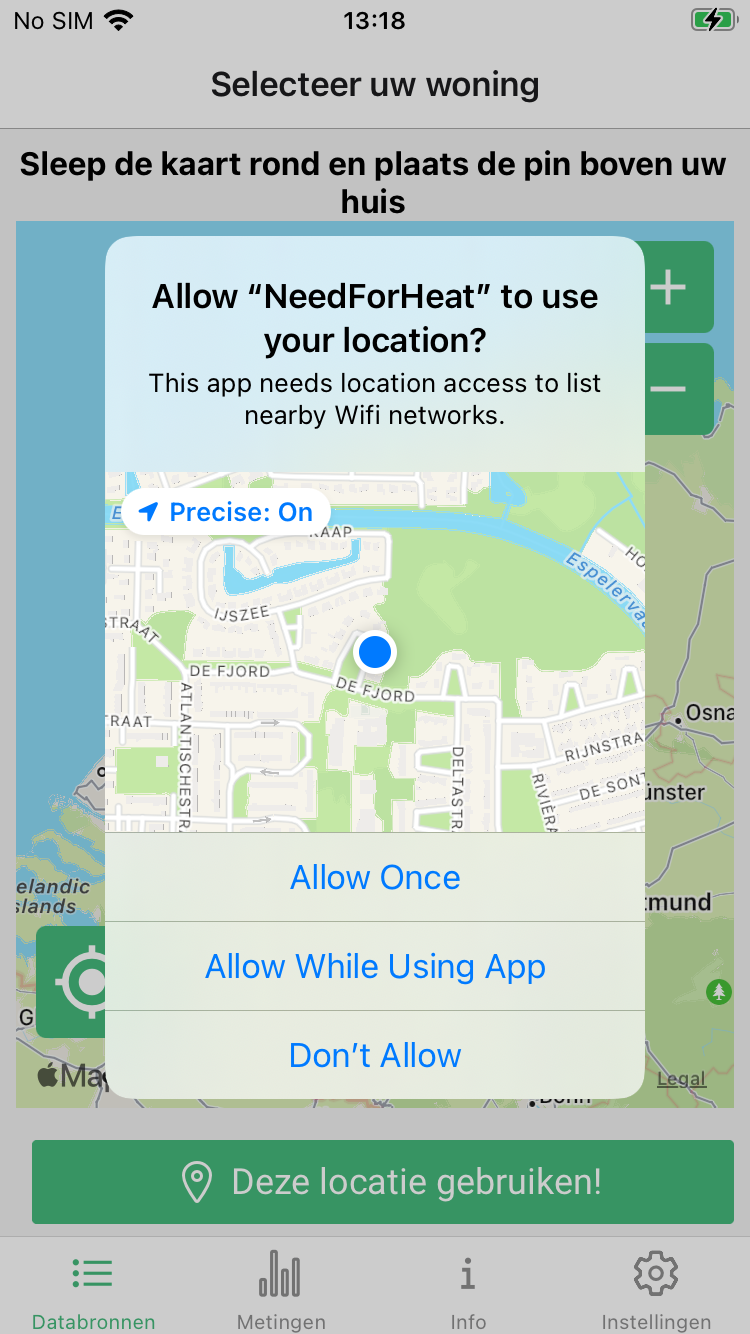 No SIM 13:18
Selecteer uw woning
Sleep de kaart rond en plaats de pin boven uw
huis
+
−
Allow “NeedForHeat” to use
your location?
This app needs location access to list
nearby Wifi networks.
Precise: On
KAAP
HO
Espelerva
IJSZEE
STRAAT
DE FJORD
DE FJORD
ATLANTISCHESTR
TRAAT
Osna
RIJNSTRA
DELTASTR
RIVIÈRA
DE SONT
ünster
elandic
slands
tmund
Allow Once
Allow While Using App
Don’t Allow
G
Ma
Legal
Bonn
Deze locatie gebruiken!
Databronnen
Metingen
Info
Instellingen